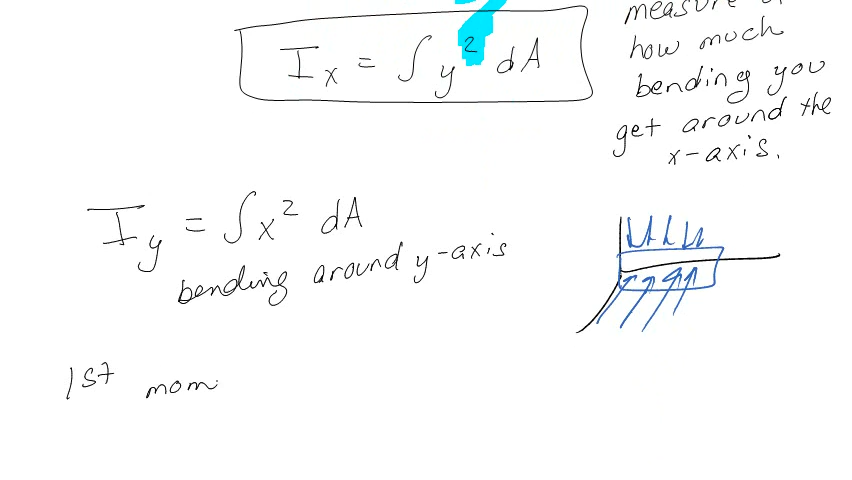 measure
how much
bending you
get around the
x-axis.
Ix = ∫ y² dA
Iy = ∫ x² dA
bending around y-axis
1st mom